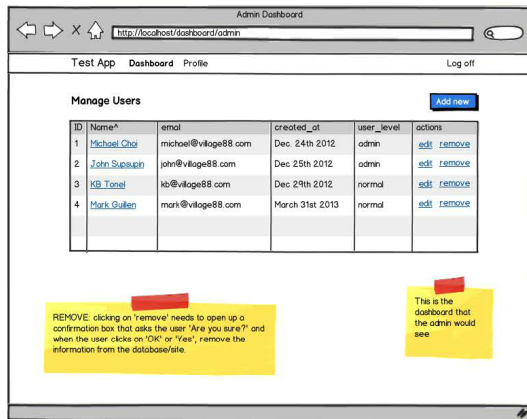 Admin Dashboard
http://localhost/dashboard/admin
Test App Dashboard Profile Log off
Manage Users Add new
ID Name^ emal created_at user_level actions
1 Michael Choi michael@village88.com Dec. 24th 2012 admin edit remove
2 John Supsupin john@village88.com Dec 25th 2012 admin edit remove
3 KB Tonel kb@village88.com Dec 29th 2012 normal edit remove
4 Mark Guillen mark@village88.com March 31st 2013 normal edit remove
REMOVE: clicking on 'remove' needs to open up a
confirmation box that asks the user 'Are you sure?' and
when the user clicks on 'OK' or 'Yes', remove the
information from the database/site.
This is the
dashboard that
the admin would
see